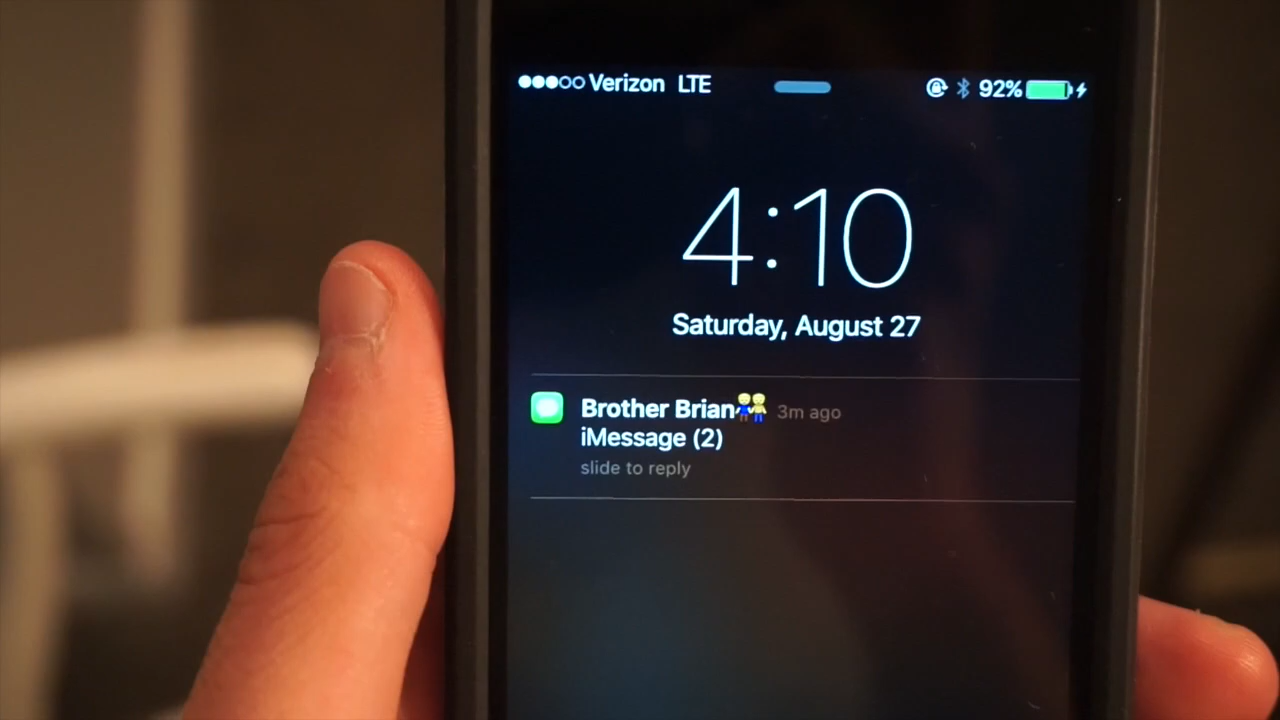 Verizon LTE 92%
4:10
Saturday, August 27
Brother Brian👬 3m ago
iMessage (2)
slide to reply